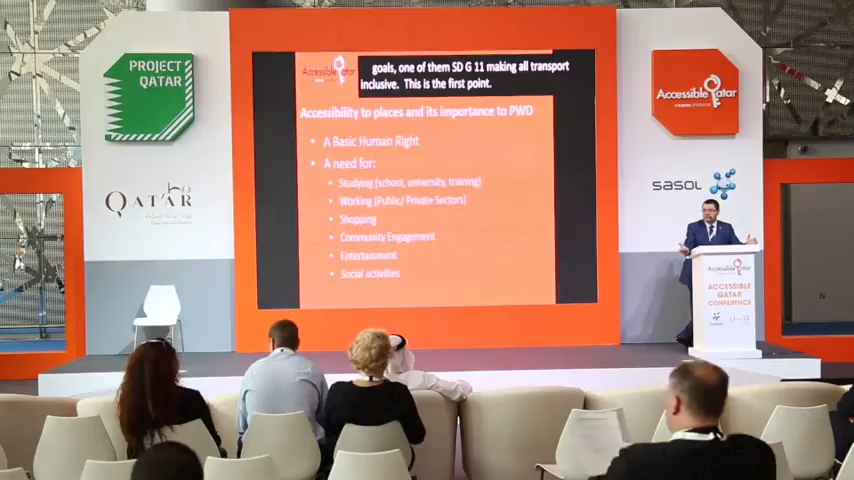 PROJECT
QATAR
QATAR
Accessible Qatar
goals, one of them SD G 11 making all transport
inclusive. This is the first point.
Accessibility to places and its importance to PWD
• A Basic Human Right
• A need for:
• Studying (school, university, training)
• Working (Public/ Private Sectors)
• Shopping
• Community Engagement
• Entertainment
• Social activities
Accessible Qatar
sasol
Accessible Qatar
ACCESSIBLE
QATAR
CONFERENCE